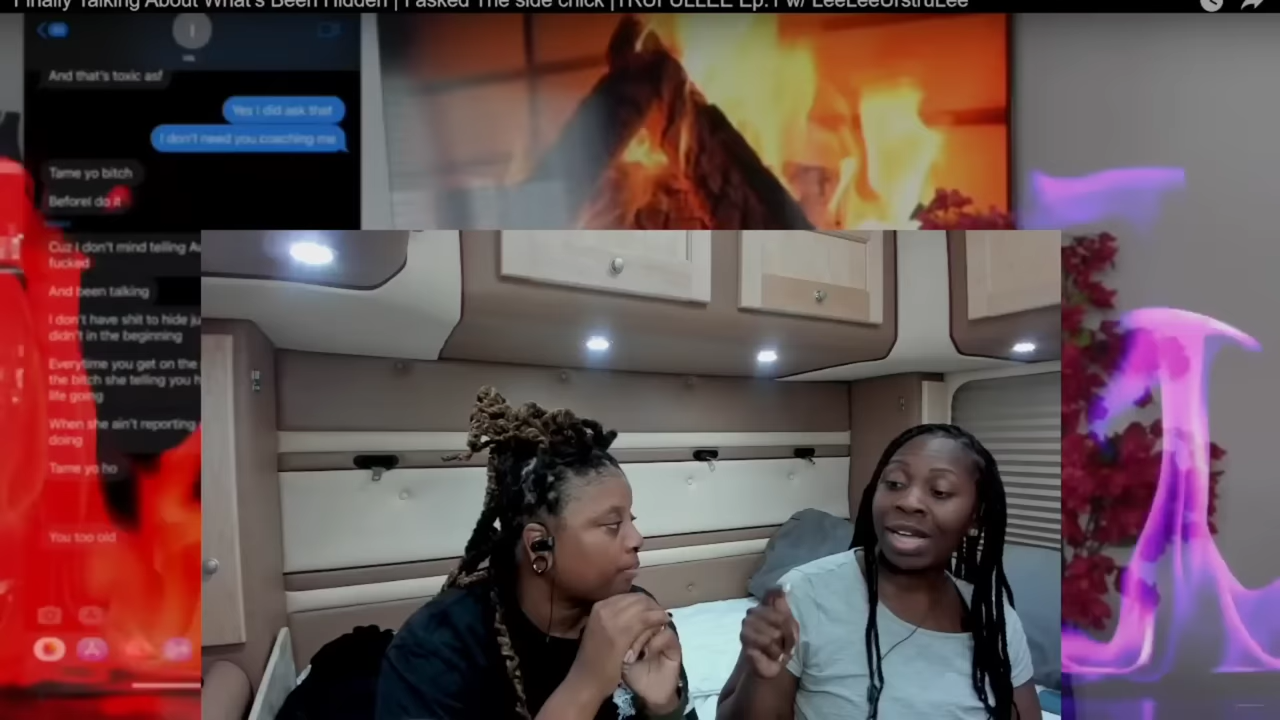 Finally Talking About What's Been Hidden | I asked The side chick | TRUFULLEE Ep.1 w/ LeeLeeUrstruLee
And that's toxic asf
Yes I did ask that
I don't need you coaching me
Tame yo bitch
BeforeI do it
Cuz I don't mind telling
fucked
And been talking
I don't have shit to hide
didn't in the beginning
Everytime you get on the
the bitch she telling you
life going
When she ain't reporting
doing
Tame yo ho
You too old